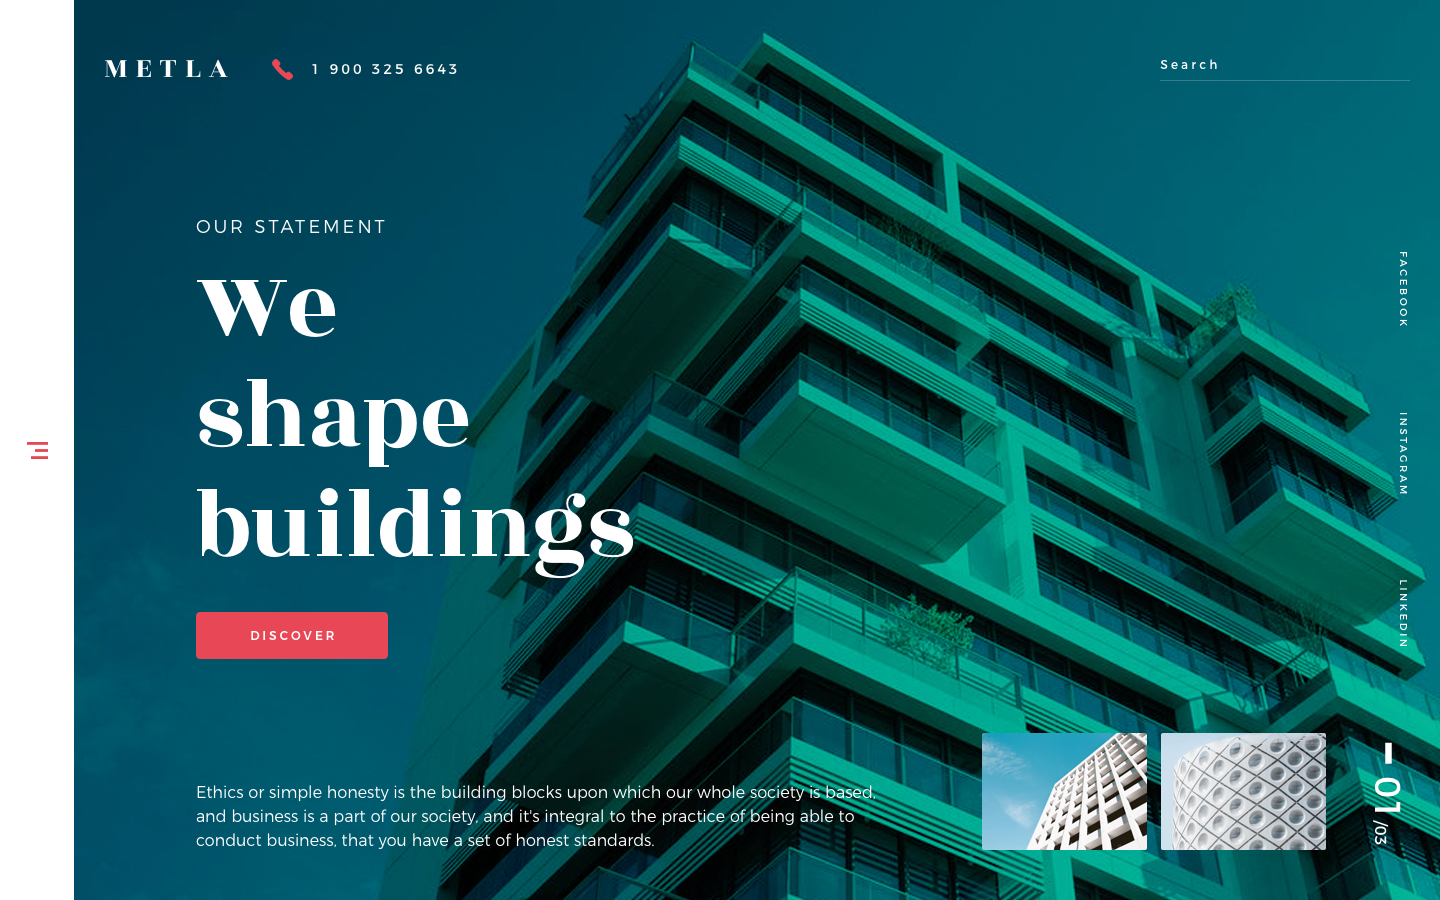 METLA
1 900 325 6643
Search
OUR STATEMENT
We
shape
buildings
DISCOVER
Ethics or simple honesty is the building blocks upon which our whole society is based,
and business is a part of our society, and it's integral to the practice of being able to
conduct business, that you have a set of honest standards.
FACEBOOK
INSTAGRAM
LINKEDIN
01
/03